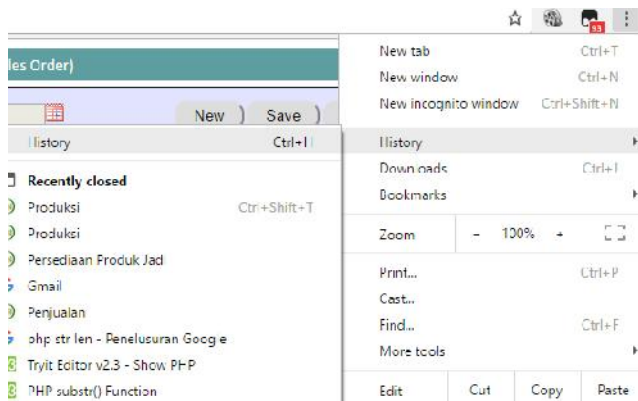 les Order)
New
Save
History Ctrl+H
Recently closed
Produksi Ctrl+Shift+T
Produksi
Persediaan Produk Jad
Gmail
Penjualan
php str len - Penelusuran Google
Tryit Editor v2.3 - Show PHP
PHP substr() Function
93
New tab Ctrl+T
New window Ctrl+N
New incognito window Ctrl+Shift+N
History
Downloads Ctrl+J
Bookmarks
Zoom - 100% +
Print... Ctrl+P
Cast...
Find... Ctrl+F
More tools
Edit Cut Copy Paste